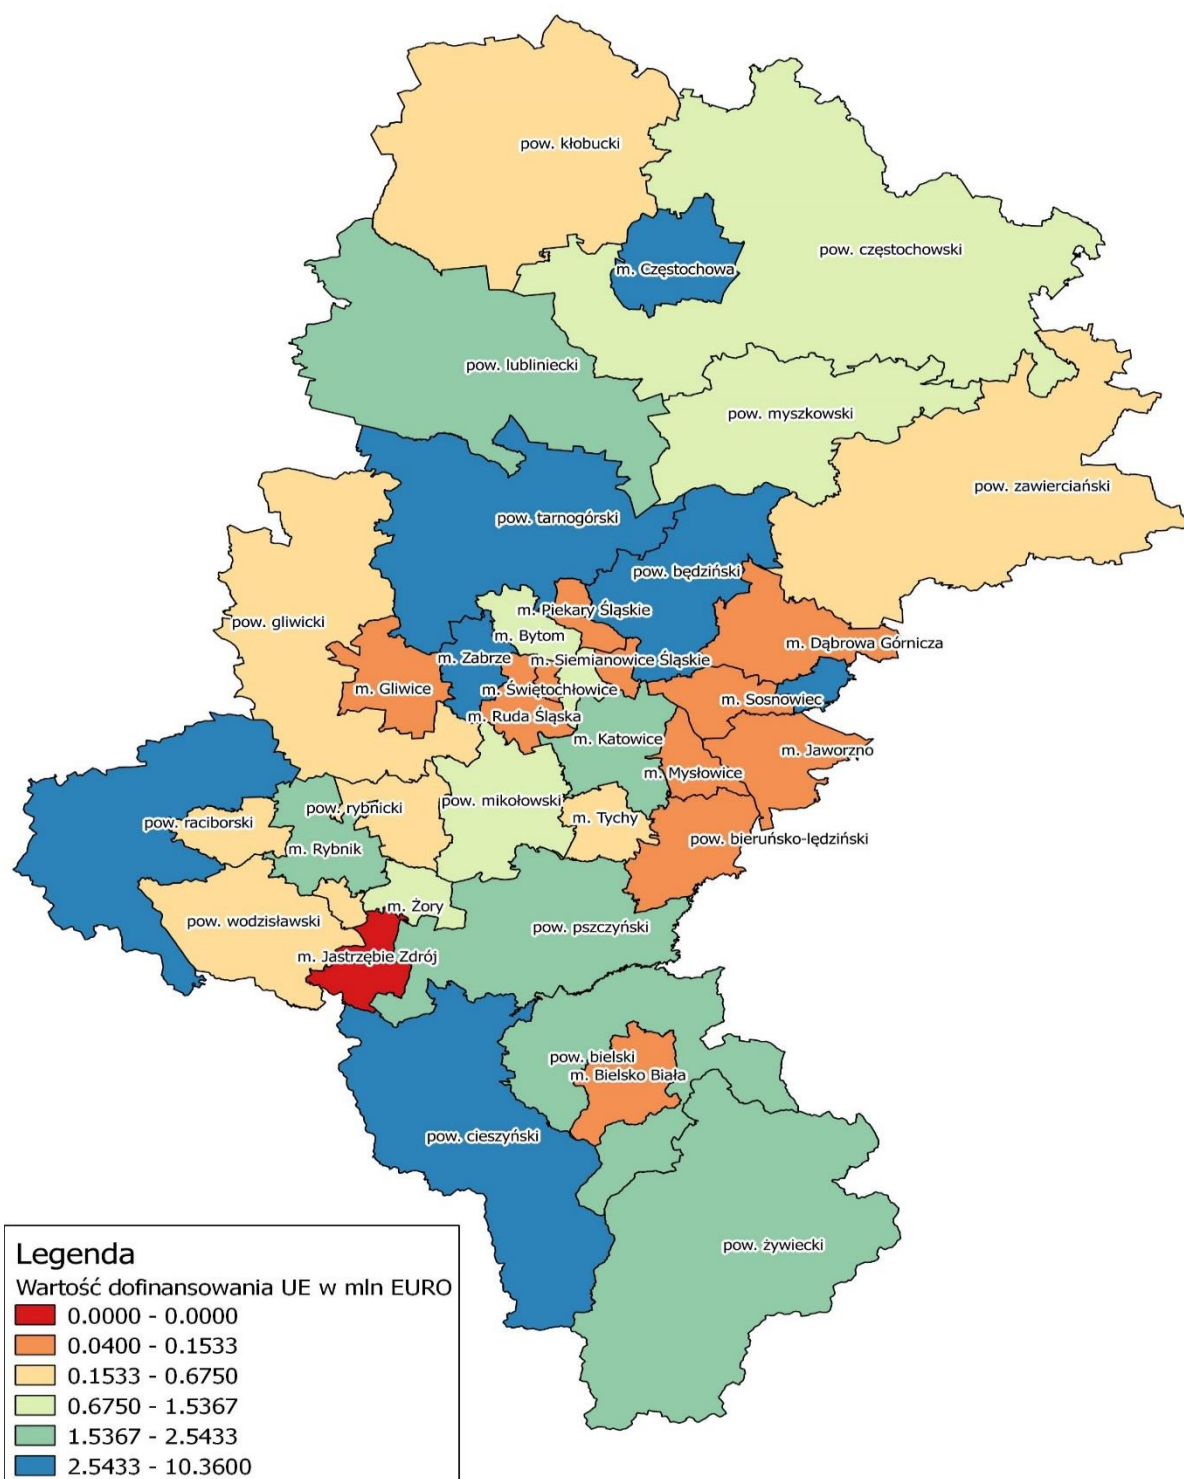 pow. kłobucki
pow. częstochowski
m. Częstochowa
pow. lubliniecki
pow. myszkowski
pow. zawierciański
pow. tarnogórski
pow. będziński
m. Piekary Śląskie
pow. gliwicki
m. Bytom
m. Dąbrowa Górnicza
m. Zabrze
m. Siemianowice Śląskie
m. Gliwice
m. Świętochłowice
m. Sosnowiec
m. Ruda Śląska
m. Katowice
m. Jaworzno
m. Mysłowice
pow. mikołowski
pow. rybnicki
m. Tychy
pow. raciborski
pow. bieruńsko-lędziński
m. Rybnik
m. Żory
pow. wodzisławski
pow. pszczyński
m. Jastrzębie Zdrój
pow. bielski
m. Bielsko Biała
pow. cieszyński
pow. żywiecki
Legenda
Wartość dofinansowania UE w mln EURO
0.0000 - 0.0000
0.0400 - 0.1533
0.1533 - 0.6750
0.6750 - 1.5367
1.5367 - 2.5433
2.5433 - 10.3600